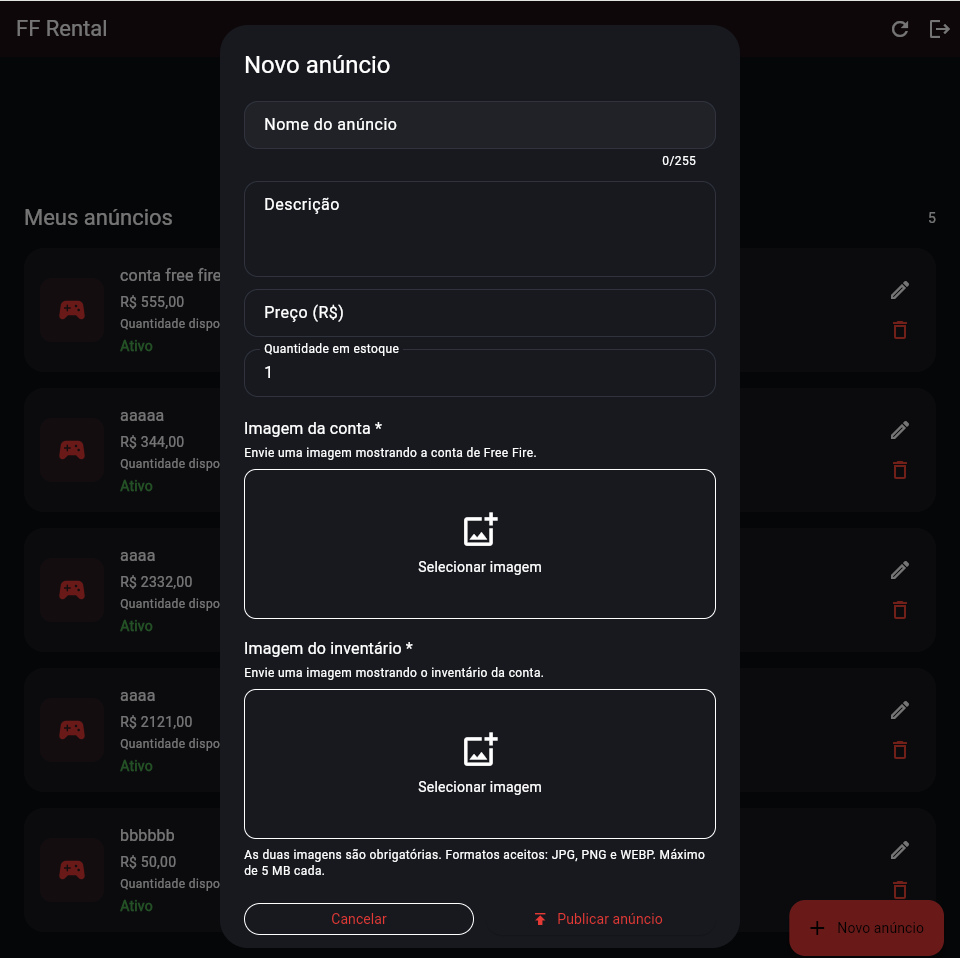 FF Rental
Novo anúncio
Nome do anúncio
0/255
Descrição
Preço (R$)
Quantidade em estoque
1
Imagem da conta *
Envie uma imagem mostrando a conta de Free Fire.
Selecionar imagem
Imagem do inventário *
Envie uma imagem mostrando o inventário da conta.
Selecionar imagem
As duas imagens são obrigatórias. Formatos aceitos: JPG, PNG e WEBP. Máximo
de 5 MB cada.
Cancelar
Publicar anúncio
Meus anúncios
5
conta free fire
R$ 555,00
Quantidade dispo
Ativo
aaaaa
R$ 344,00
Quantidade dispo
Ativo
aaaa
R$ 2332,00
Quantidade dispo
Ativo
aaaa
R$ 2121,00
Quantidade dispo
Ativo
bbbbbb
R$ 50,00
Quantidade dispo
Ativo
Novo anúncio